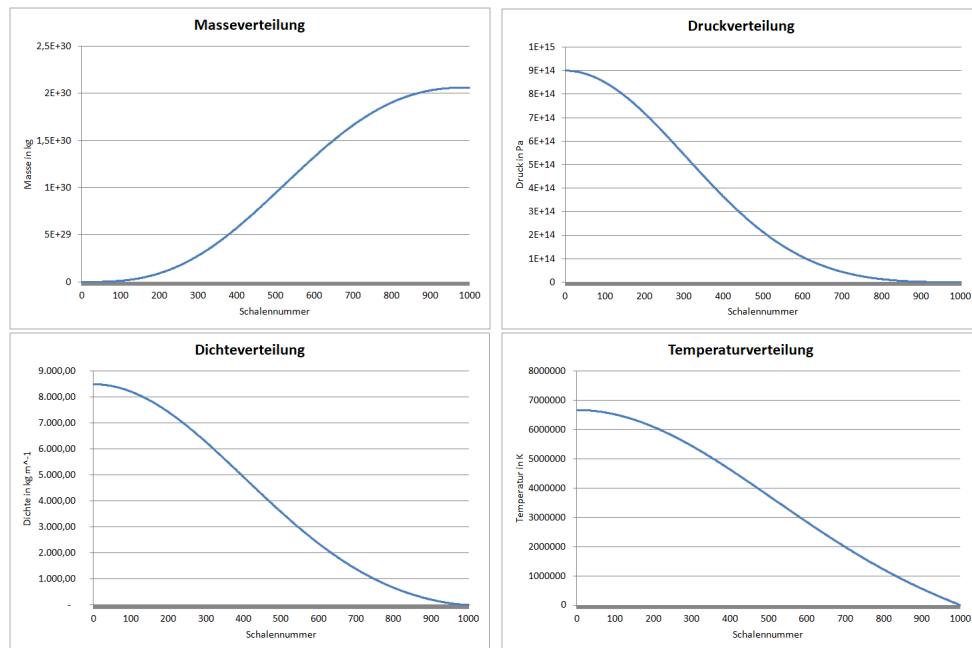 Masseverteilung
2,5E+30
2E+30
1,5E+30
1E+30
5E+29
0
Masse in kg
0 100 200 300 400 500 600 700 800 900 1000
Schalennummer
Druckverteilung
1E+15
9E+14
8E+14
7E+14
6E+14
5E+14
4E+14
3E+14
2E+14
1E+14
0
Druck in Pa
0 100 200 300 400 500 600 700 800 900 1000
Schalennummer
Dichteverteilung
9.000,00
8.000,00
7.000,00
6.000,00
5.000,00
4.000,00
3.000,00
2.000,00
1.000,00
-
Dichte in kg m^-1
0 100 200 300 400 500 600 700 800 900 1000
Schalennummer
Temperaturverteilung
8000000
7000000
6000000
5000000
4000000
3000000
2000000
1000000
0
Temperatur in K
0 100 200 300 400 500 600 700 800 900 1000
Schalennummer